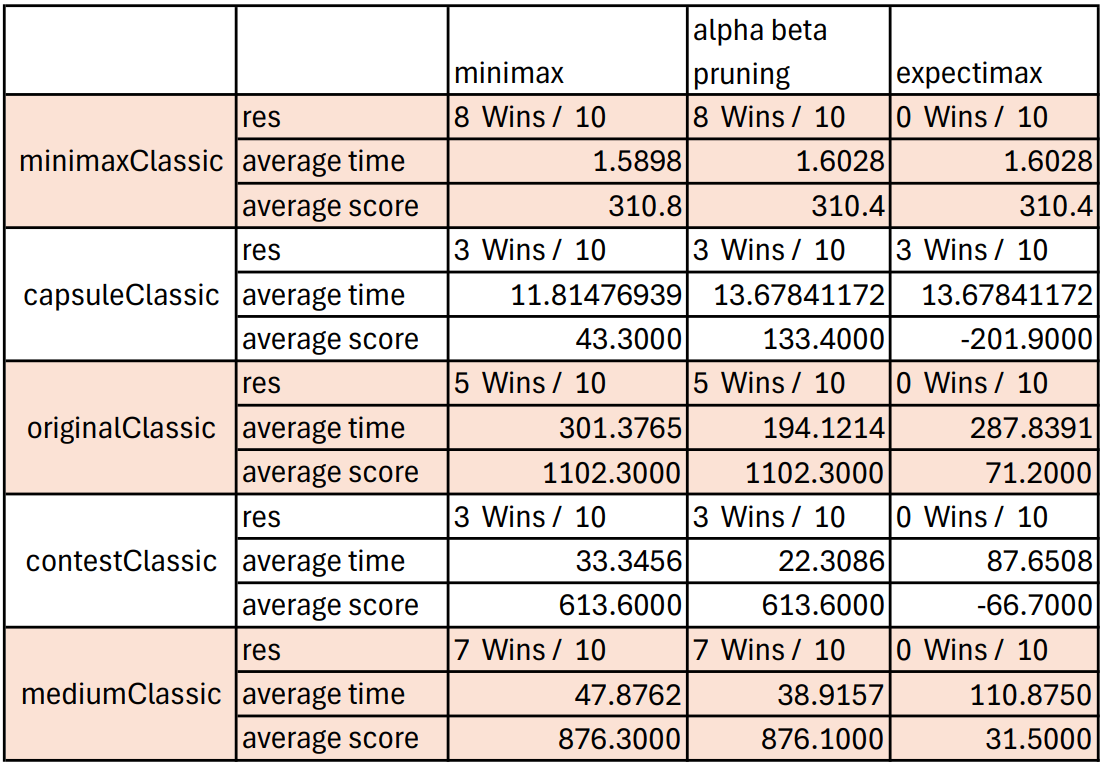 minimax alpha beta pruning expectimax
minimaxClassic res 8 Wins / 10 8 Wins / 10 0 Wins / 10
average time 1.5898 1.6028 1.6028
average score 310.8 310.4 310.4
capsuleClassic res 3 Wins / 10 3 Wins / 10 3 Wins / 10
average time 11.81476939 13.67841172 13.67841172
average score 43.3000 133.4000 -201.9000
originalClassic res 5 Wins / 10 5 Wins / 10 0 Wins / 10
average time 301.3765 194.1214 287.8391
average score 1102.3000 1102.3000 71.2000
contestClassic res 3 Wins / 10 3 Wins / 10 0 Wins / 10
average time 33.3456 22.3086 87.6508
average score 613.6000 613.6000 -66.7000
mediumClassic res 7 Wins / 10 7 Wins / 10 0 Wins / 10
average time 47.8762 38.9157 110.8750
average score 876.3000 876.1000 31.5000